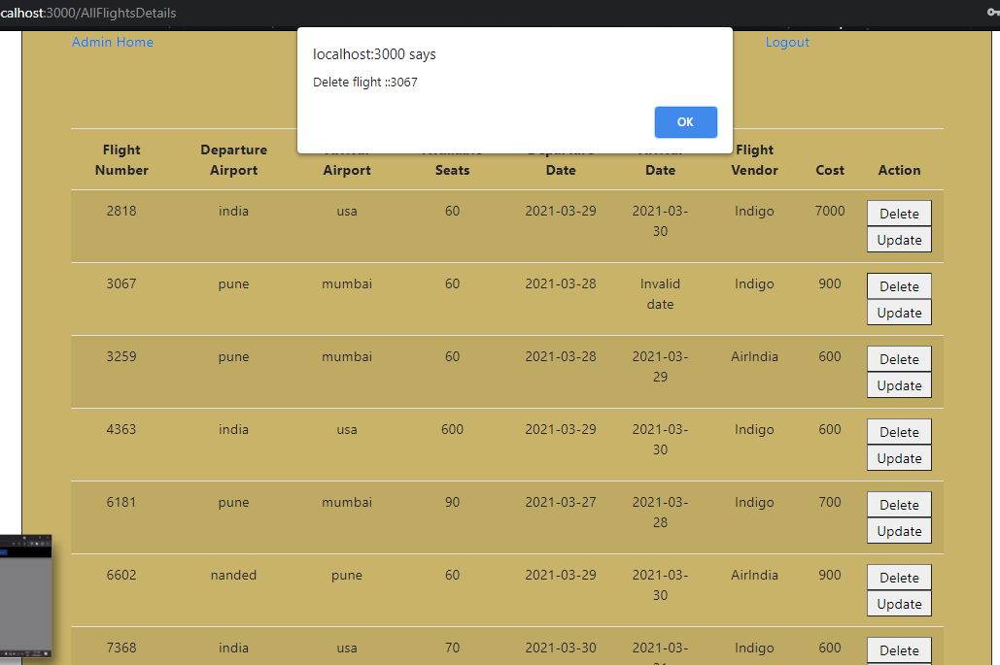 calhost:3000/AllFlightsDetails
Admin Home
Logout
localhost:3000 says
Delete flight ::3067
OK
Flight Departure Arrival Available Departure Arrival Flight
Number Airport Airport Seats Date Date Vendor Cost Action
2818 india usa 60 2021-03-29 2021-03- Indigo 7000 Delete
30 Update
3067 pune mumbai 60 2021-03-28 Invalid Indigo 900 Delete
date Update
3259 pune mumbai 60 2021-03-28 2021-03- AirIndia 600 Delete
29 Update
4363 india usa 600 2021-03-29 2021-03- Indigo 600 Delete
30 Update
6181 pune mumbai 90 2021-03-27 2021-03- Indigo 700 Delete
28 Update
6602 nanded pune 60 2021-03-29 2021-03- AirIndia 900 Delete
30 Update
7368 india usa 70 2021-03-30 2021-03- Indigo 600 Delete